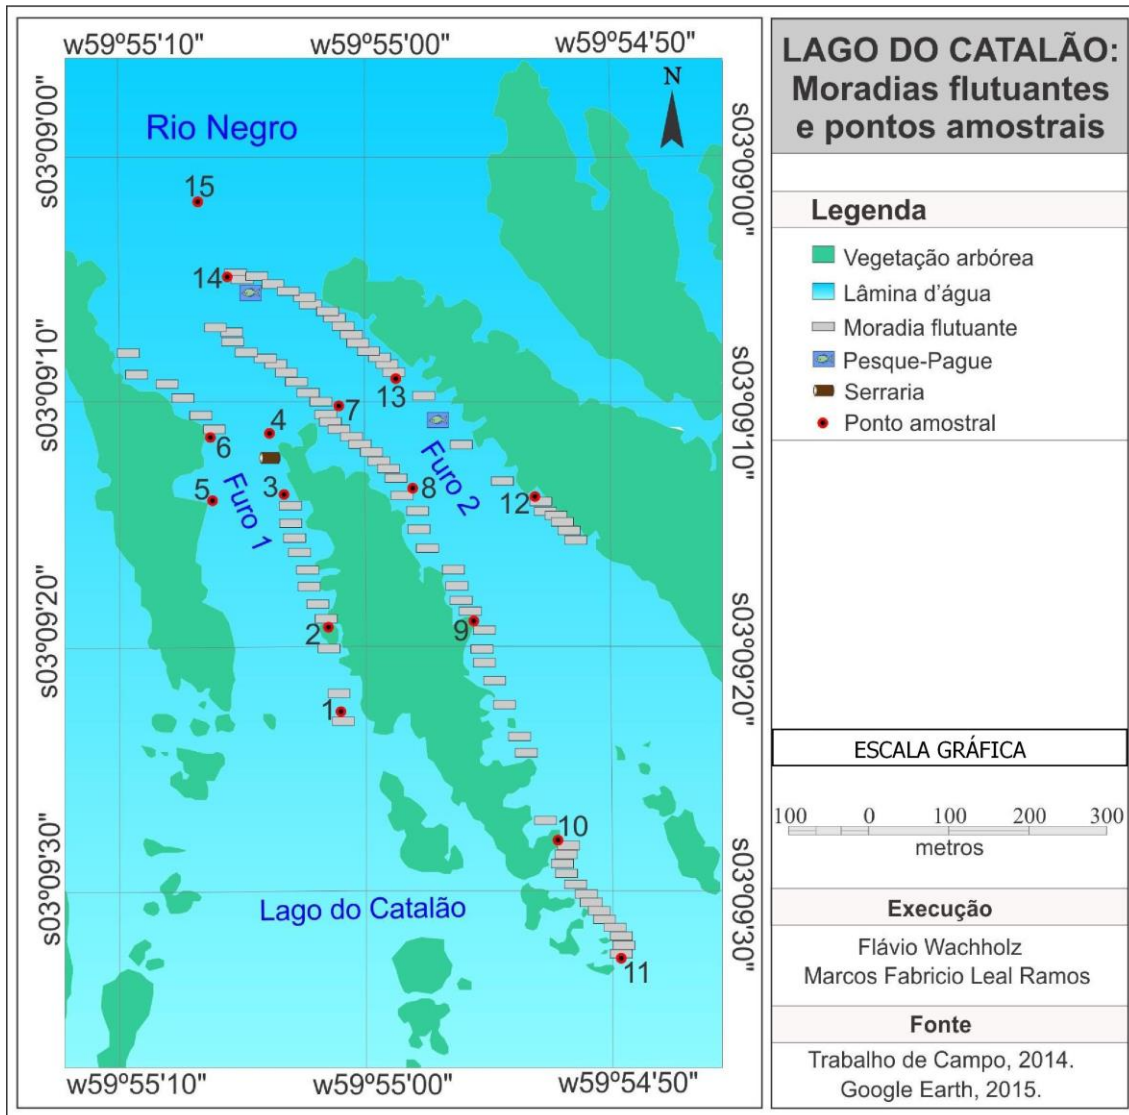 w59º55'10" w59º55'00" w59º54'50"
N
Rio Negro
s03º09'00"
s03º09'00"
15
14
s03º09'10"
s03º09'10"
13
7
4
6
Furo 2
8
3
5
Furo 1
12
s03º09'20"
s03º09'20"
2
9
1
10
s03º09'30"
s03º09'30"
Lago do Catalão
11
w59º55'10" w59º55'00" w59º54'50"
LAGO DO CATALÃO:
Moradias flutuantes
e pontos amostrais
Legenda
Vegetação arbórea
Lâmina d'água
Moradia flutuante
Pesque-Pague
Serraria
Ponto amostral
ESCALA GRÁFICA
100 0 100 200 300
metros
Execução
Flávio Wachholz
Marcos Fabricio Leal Ramos
Fonte
Trabalho de Campo, 2014.
Google Earth, 2015.